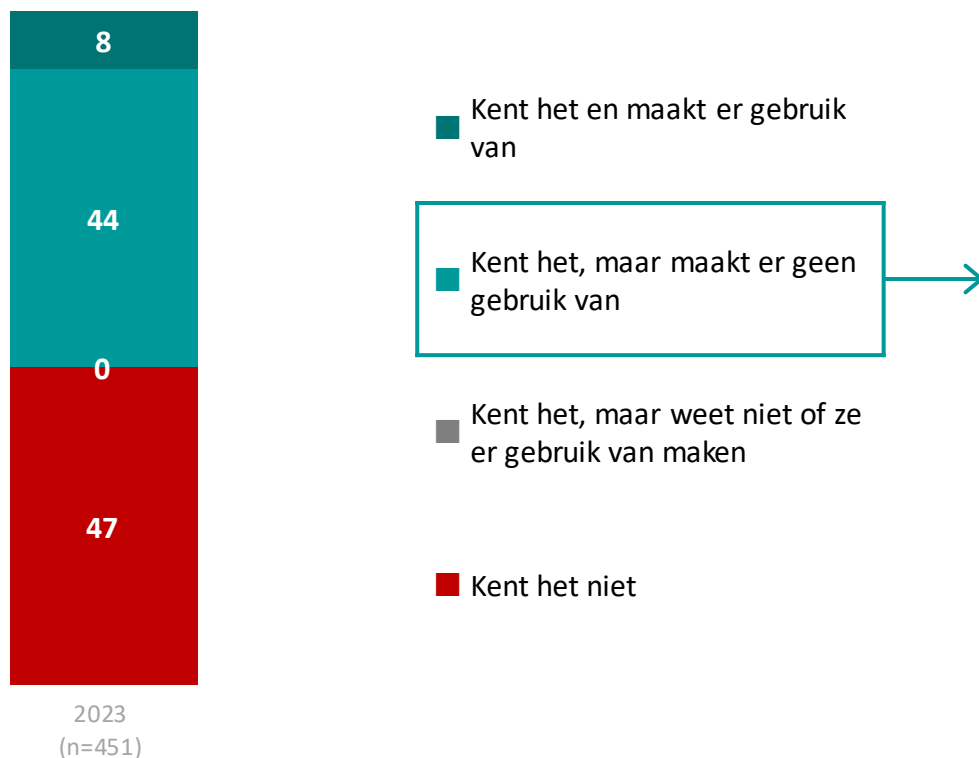 8
44
0
47
2023
(n=451)
Kent het en maakt er gebruik
van
Kent het, maar maakt er geen
gebruik van
Kent het, maar weet niet of ze
er gebruik van maken
Kent het niet